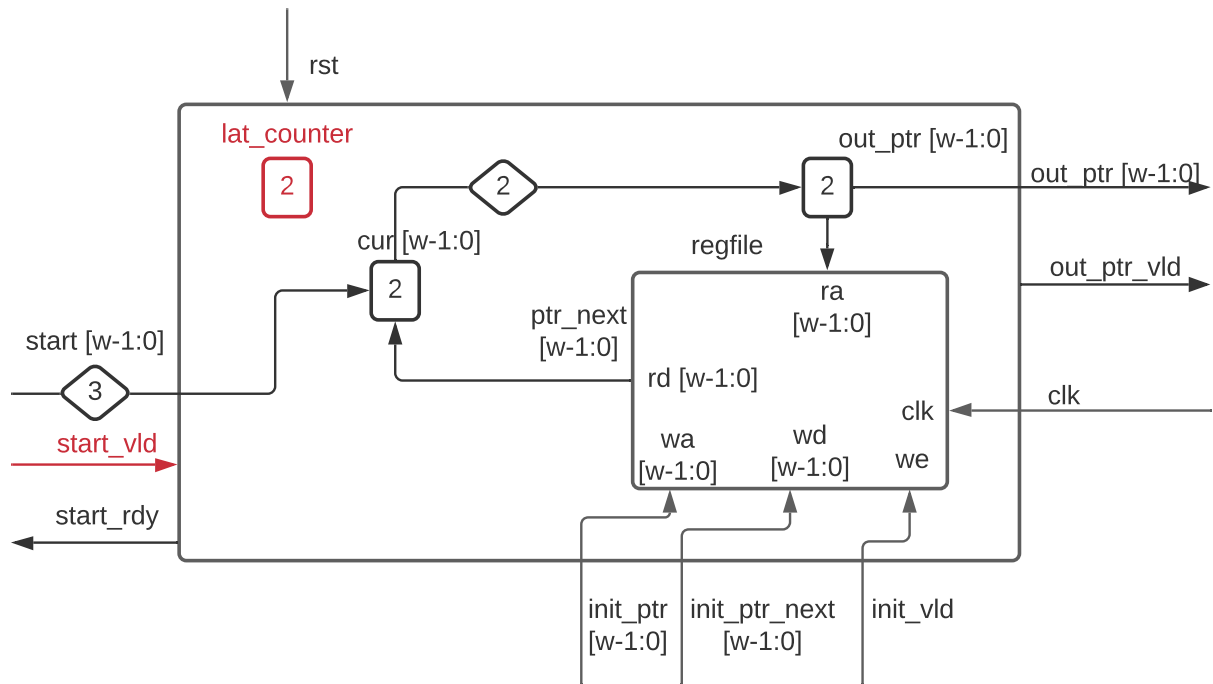 rst
lat_counter
2
out_ptr [w-1:0]
2
2
out_ptr [w-1:0]
cur [w-1:0]
2
regfile
out_ptr_vld
ra
[w-1:0]
ptr_next
[w-1:0]
start [w-1:0]
3
rd [w-1:0]
clk
clk
start_vld
wa
[w-1:0]
wd
[w-1:0]
we
start_rdy
init_ptr
[w-1:0]
init_ptr_next
[w-1:0]
init_vld